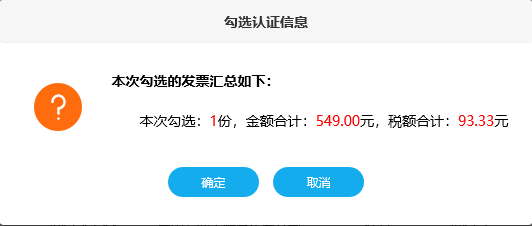 勾选认证信息
本次勾选的发票汇总如下：
本次勾选：1份，金额合计：549.00元，税额合计：93.33元
确定
取消